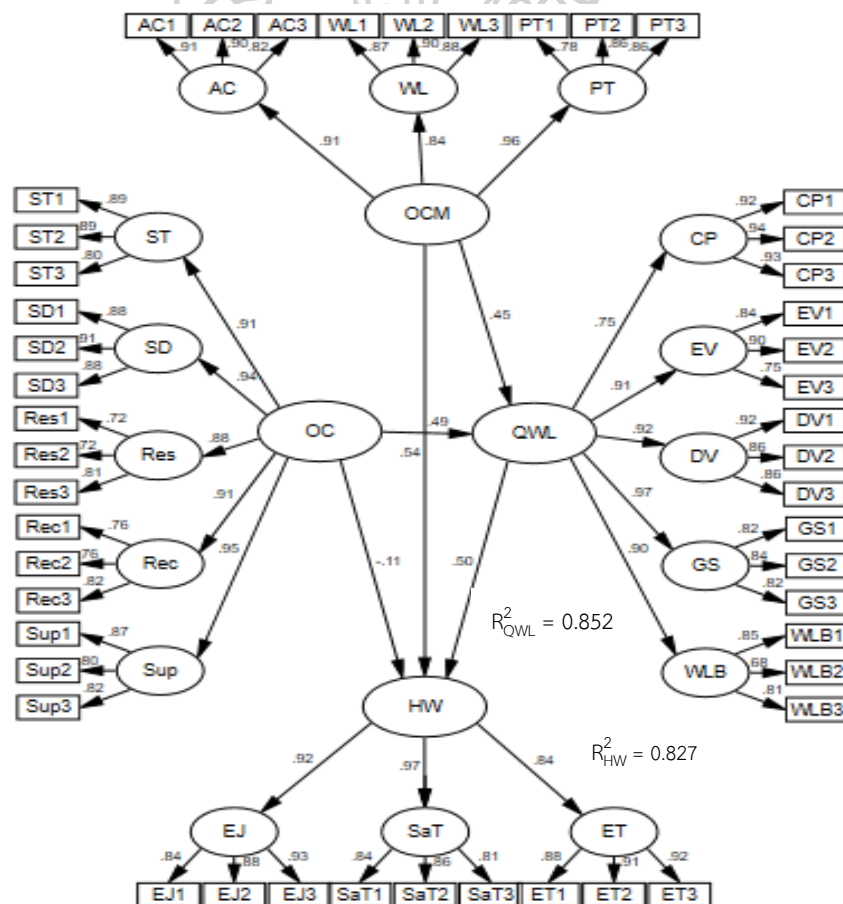 AC1 AC2 AC3 WL1 WL2 WL3 PT1 PT2 PT3
.91 .90 .82 .87 .90 .88 .78 .86 .86
AC WL PT
.91 .84 .96
OCM
ST1 .89
ST2 .89 ST
ST3 .80
SD1 .88
SD2 .91 SD
SD3 .88
Res1 .72
Res2 .72 Res
Res3 .81
Rec1 .76
Rec2 .76 Rec
Rec3 .82
Sup1 .87
Sup2 .80 Sup
Sup3 .82
.91
.94
.88
.91
.95
OC
.45
.49
.54
-.11
.50
QWL
.75
.91
.92
.97
.90
.92 CP1
CP .94 CP2
.93 CP3
.84 EV1
EV .90 EV2
.75 EV3
.92 DV1
DV .86 DV2
.86 DV3
.82 GS1
GS .84 GS2
.82 GS3
.85 WLB1
WLB .68 WLB2
.81 WLB3
R²QWL = 0.852
HW
R²HW = 0.827
.92 .97 .84
EJ SaT ET
.84 .88 .93 .84 .86 .81 .88 .91 .92
EJ1 EJ2 EJ3 SaT1 SaT2 SaT3 ET1 ET2 ET3